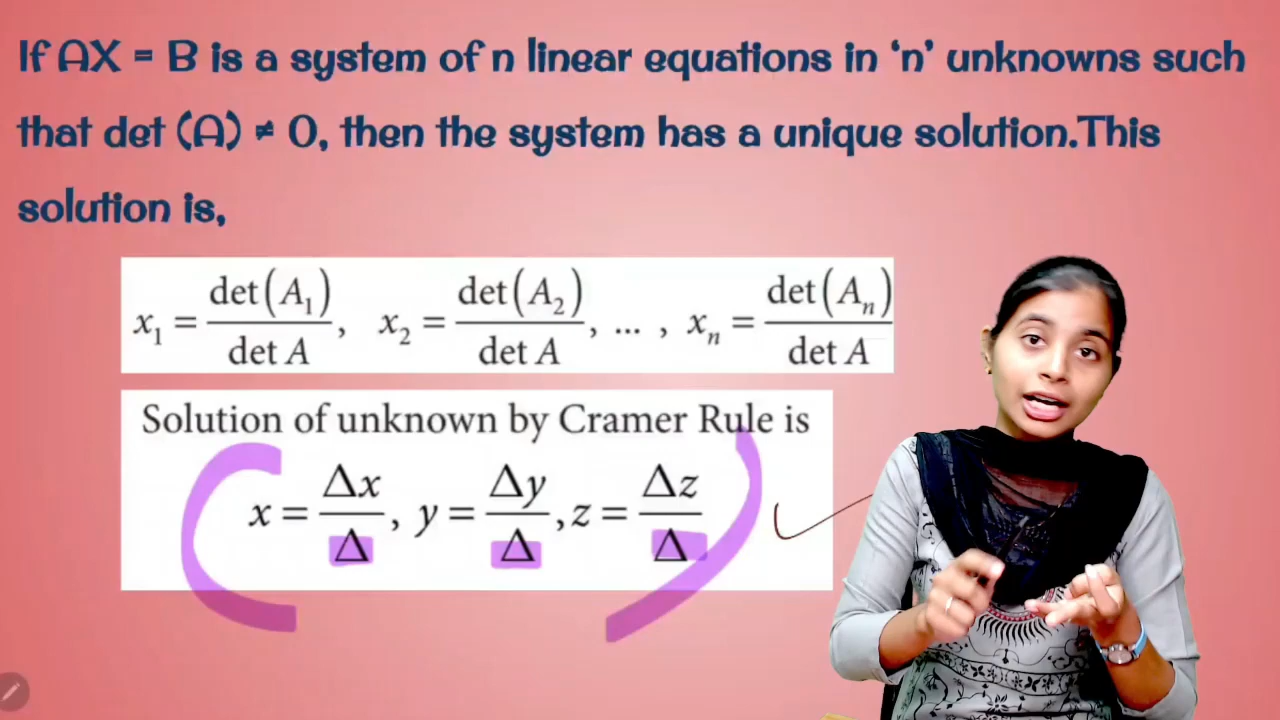 If AX = B is a system of n linear equations in ‘n’ unknowns such
that det (A) ≠ 0, then the system has a unique solution.This
solution is,
x₁ = det(A₁) / det A, x₂ = det(A₂) / det A, ... , xₙ = det(Aₙ) / det A
Solution of unknown by Cramer Rule is
x = Δx / Δ, y = Δy / Δ, z = Δz / Δ